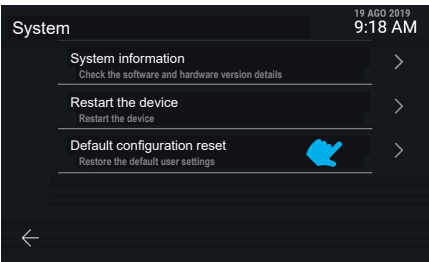 19 AGO 2019
System
9:18 AM
System information
Check the software and hardware version details
Restart the device
Restart the device
Default configuration reset
Restore the default user settings